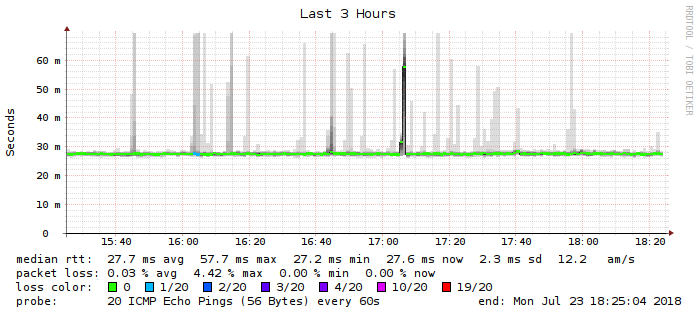 Last 3 Hours
RRDTOOL / TOBI OETIKER
Seconds
60 m
50 m
40 m
30 m
20 m
10 m
0
15:40 16:00 16:20 16:40 17:00 17:20 17:40 18:00 18:20
median rtt: 27.7 ms avg 57.7 ms max 27.2 ms min 27.6 ms now 2.3 ms sd 12.2 am/s
packet loss: 0.03 % avg 4.42 % max 0.00 % min 0.00 % now
loss color: 0 1/20 2/20 3/20 4/20 10/20 19/20
probe: 20 ICMP Echo Pings (56 Bytes) every 60s end: Mon Jul 23 18:25:04 2018